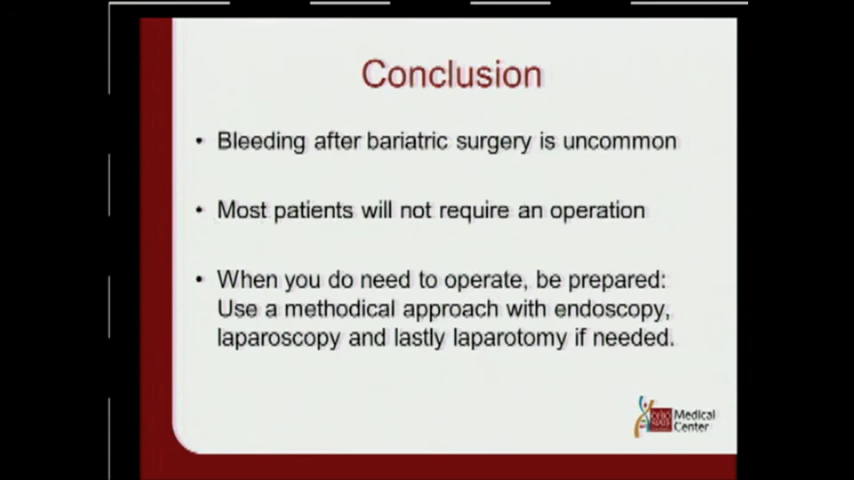 Conclusion
• Bleeding after bariatric surgery is uncommon
• Most patients will not require an operation
• When you do need to operate, be prepared:
Use a methodical approach with endoscopy,
laparoscopy and lastly laparotomy if needed.
Medical
Center